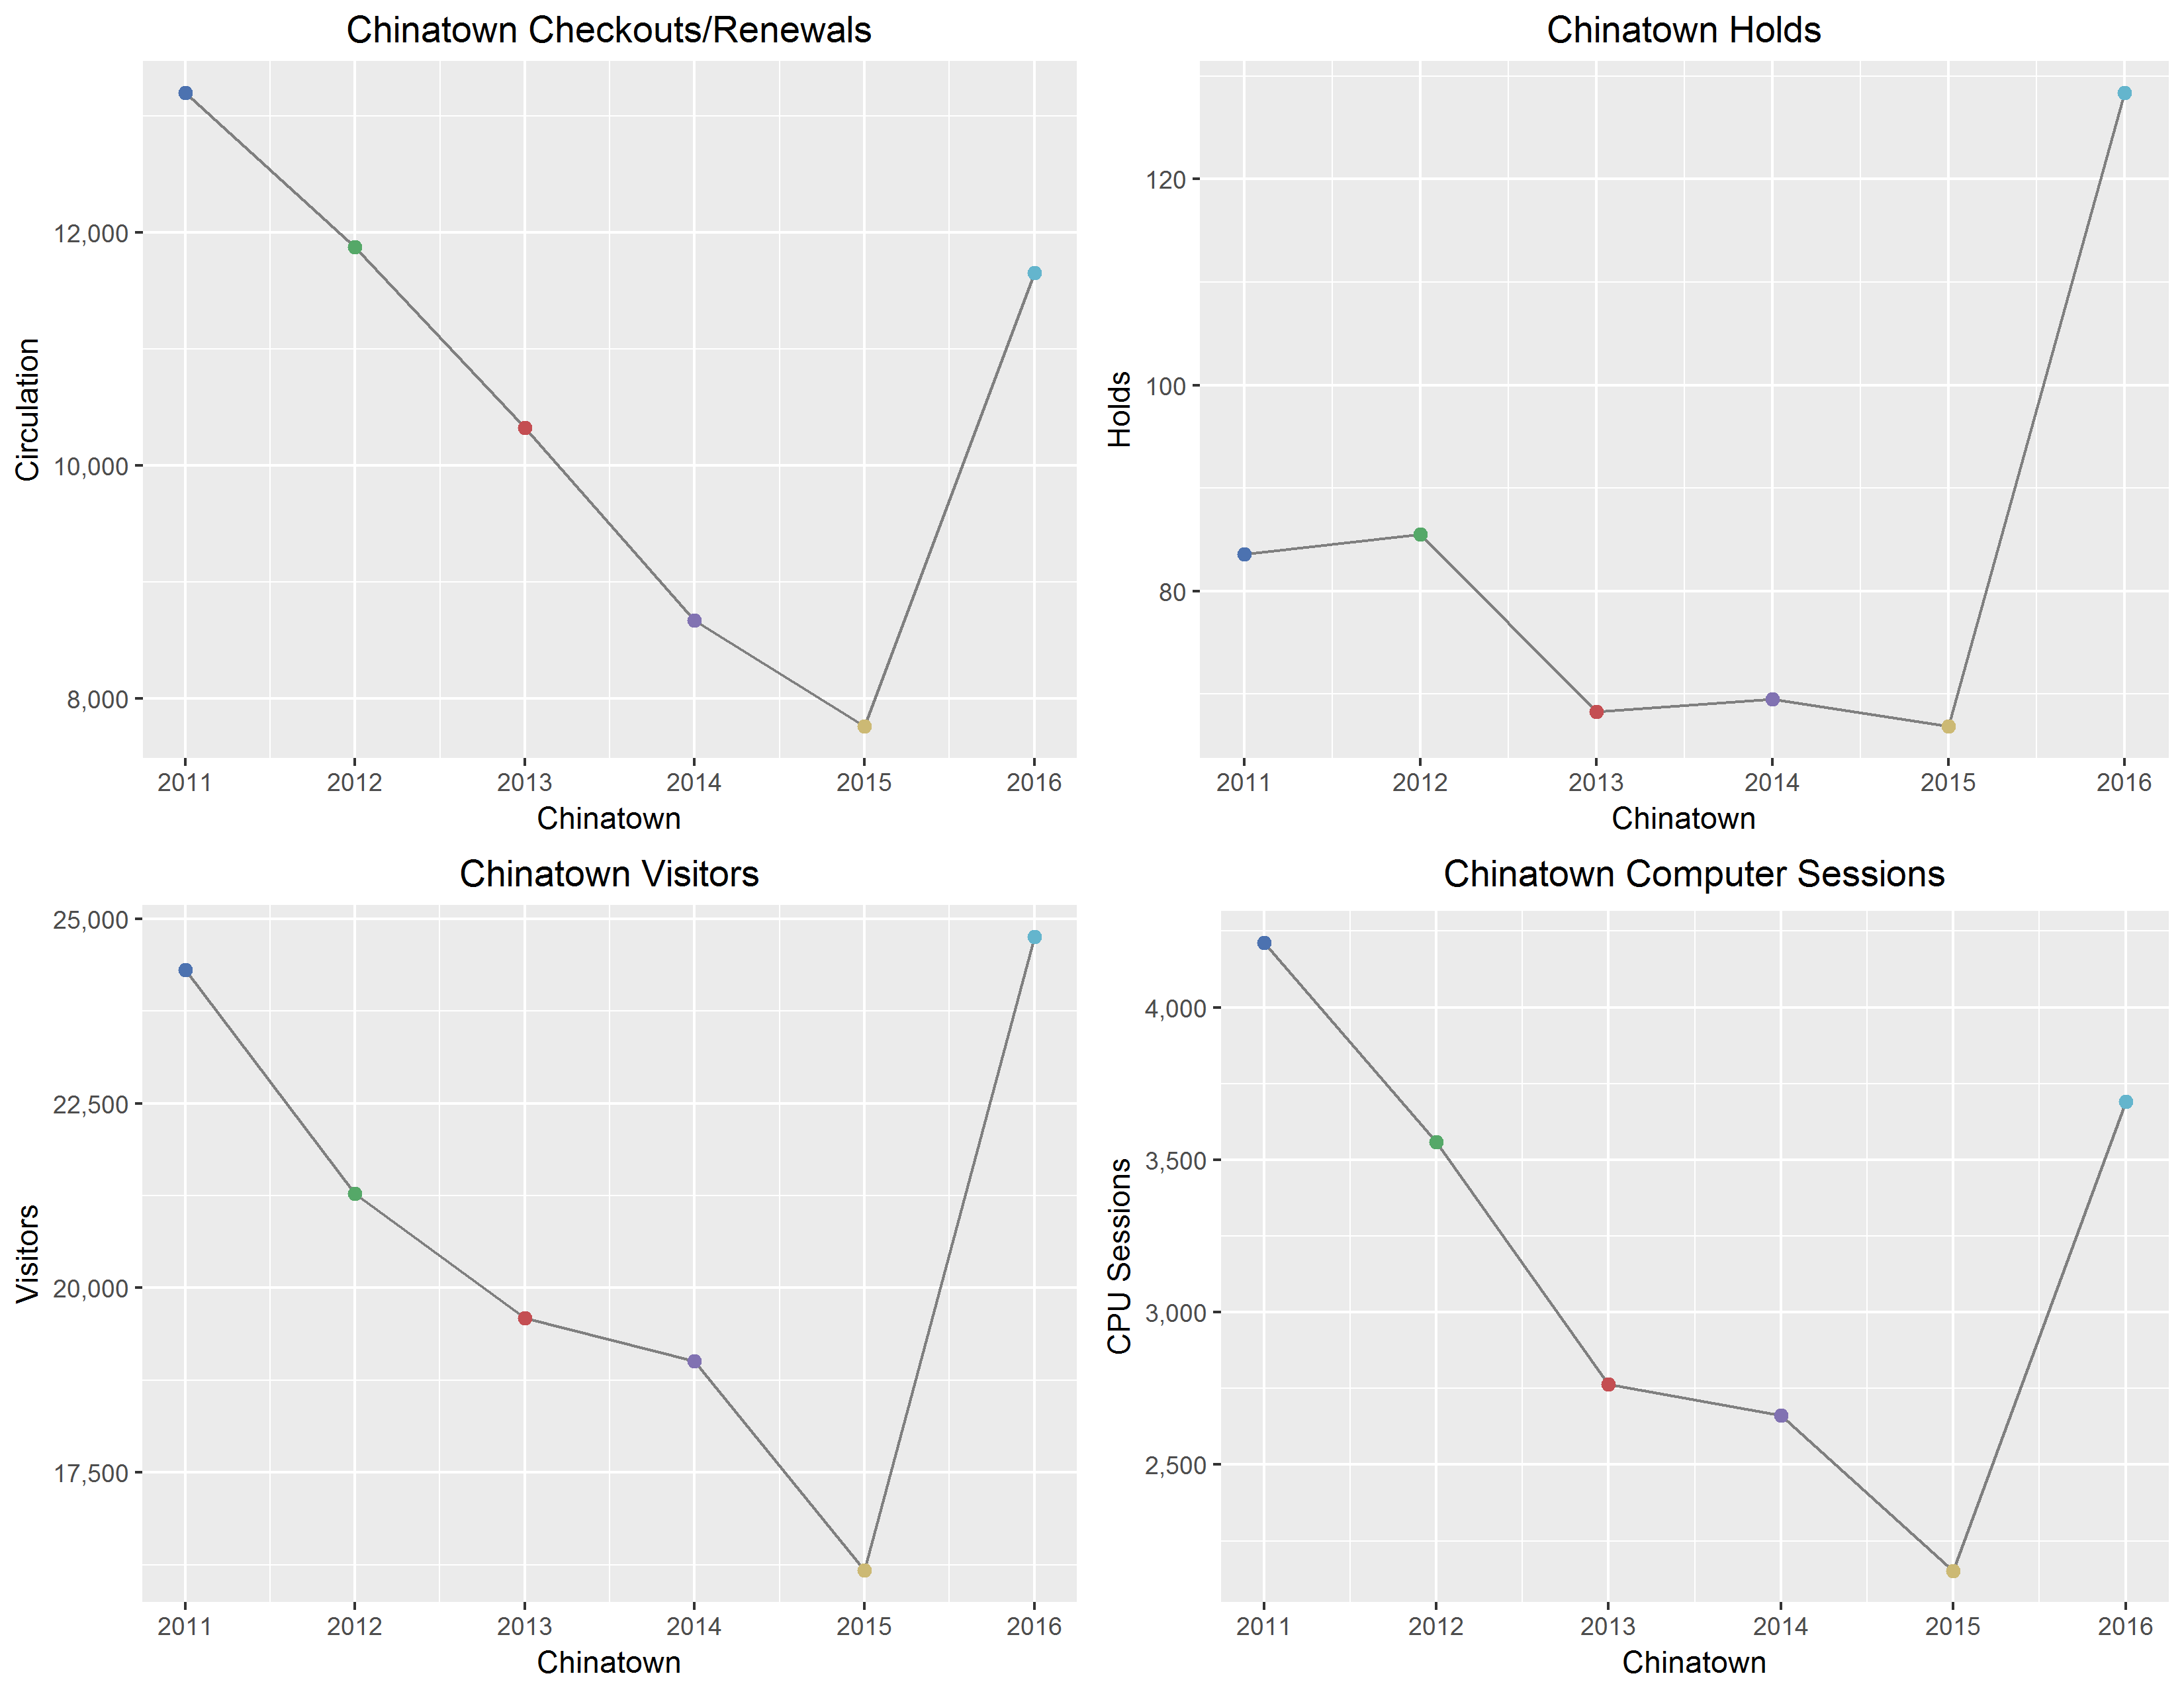 Chinatown Checkouts/Renewals
Circulation
12,000
10,000
8,000
2011 2012 2013 2014 2015 2016
Chinatown
Chinatown Holds
Holds
120
100
80
2011 2012 2013 2014 2015 2016
Chinatown
Chinatown Visitors
Visitors
25,000
22,500
20,000
17,500
2011 2012 2013 2014 2015 2016
Chinatown
Chinatown Computer Sessions
CPU Sessions
4,000
3,500
3,000
2,500
2011 2012 2013 2014 2015 2016
Chinatown